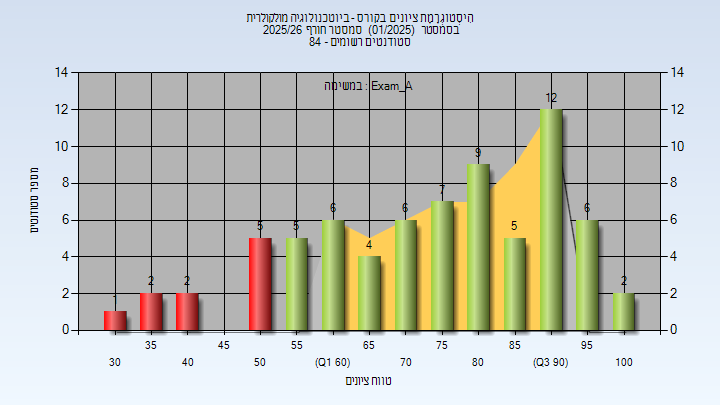 היסטוגרמת ציונים בקורס - ביוטכנולוגיה מולקולרית
בסמסטר (01/2025) סמסטר חורף 2025/26
סטודנטים רשומים - 84
במשימה : Exam_A
מספר סטודנטים
14 12 10 8 6 4 2 0
14 12 10 8 6 4 2 0
1 2 2 5 5 6 4 6 7 9 5 12 6 2
35 45 55 65 75 85 95
30 40 50 (Q1 60) 70 80 (Q3 90) 100
טווח ציונים